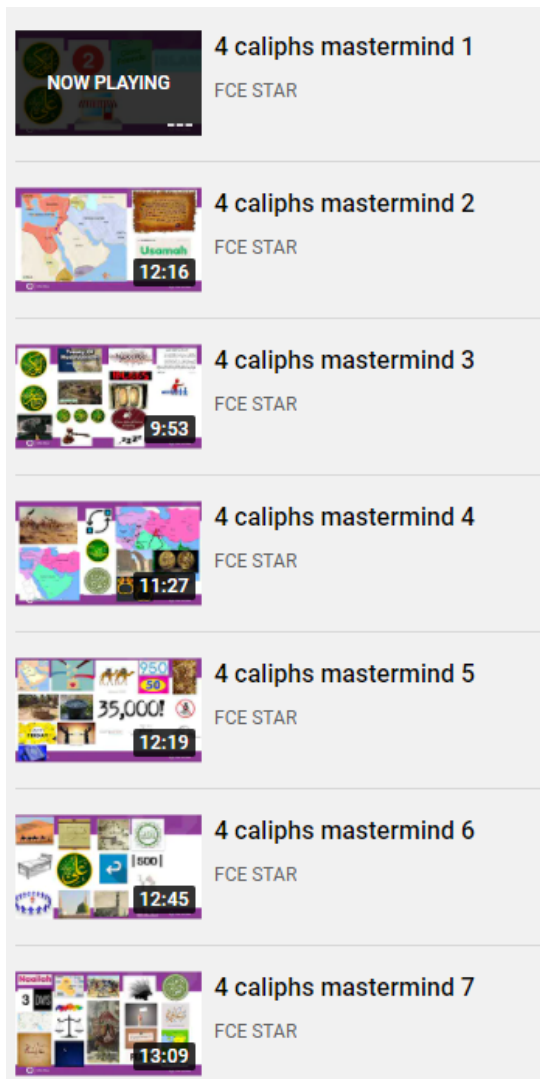 4 caliphs mastermind 1
NOW PLAYING
FCE STAR
4 caliphs mastermind 2
FCE STAR
Usamah
12:16
4 caliphs mastermind 3
FCE STAR
9:53
4 caliphs mastermind 4
FCE STAR
11:27
4 caliphs mastermind 5
950
50
FCE STAR
35,000!
12:19
4 caliphs mastermind 6
500
FCE STAR
12:45
Naailah
4 caliphs mastermind 7
3
FCE STAR
13:09